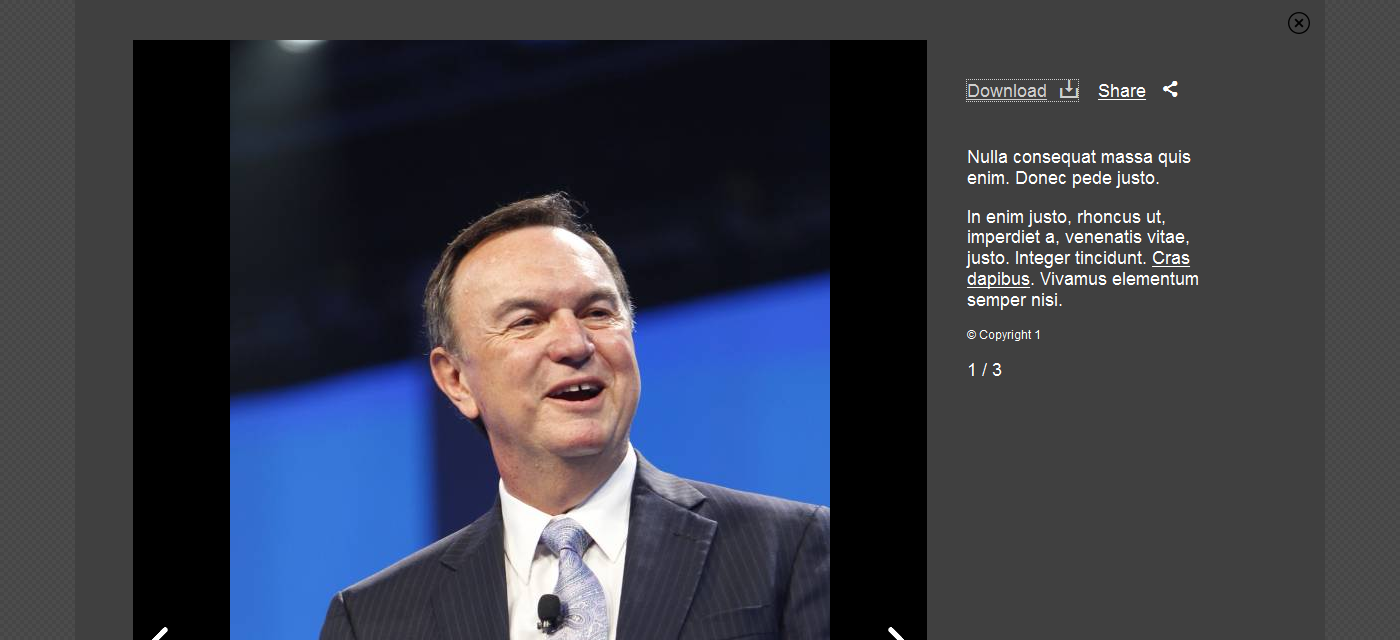 Download Share
Nulla consequat massa quis
enim. Donec pede justo.
In enim justo, rhoncus ut,
imperdiet a, venenatis vitae,
justo. Integer tincidunt. Cras
dapibus. Vivamus elementum
semper nisi.
© Copyright 1
1 / 3